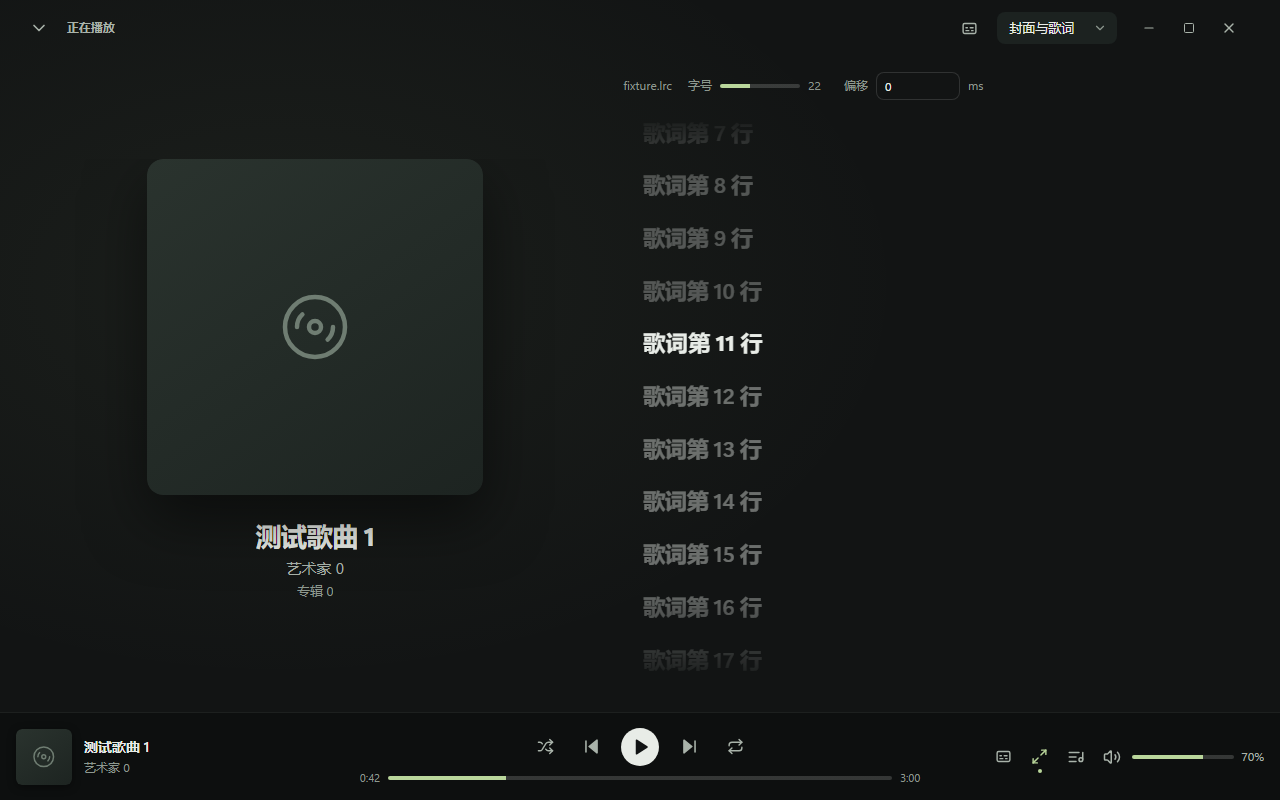 正在播放
封面与歌词
fixture.lrc 字号 22 偏移 0 ms
歌词第 7 行
歌词第 8 行
歌词第 9 行
歌词第 10 行
歌词第 11 行
歌词第 12 行
歌词第 13 行
歌词第 14 行
歌词第 15 行
歌词第 16 行
歌词第 17 行
测试歌曲 1
艺术家 0
专辑 0
测试歌曲 1
艺术家 0
0:42
3:00
70%